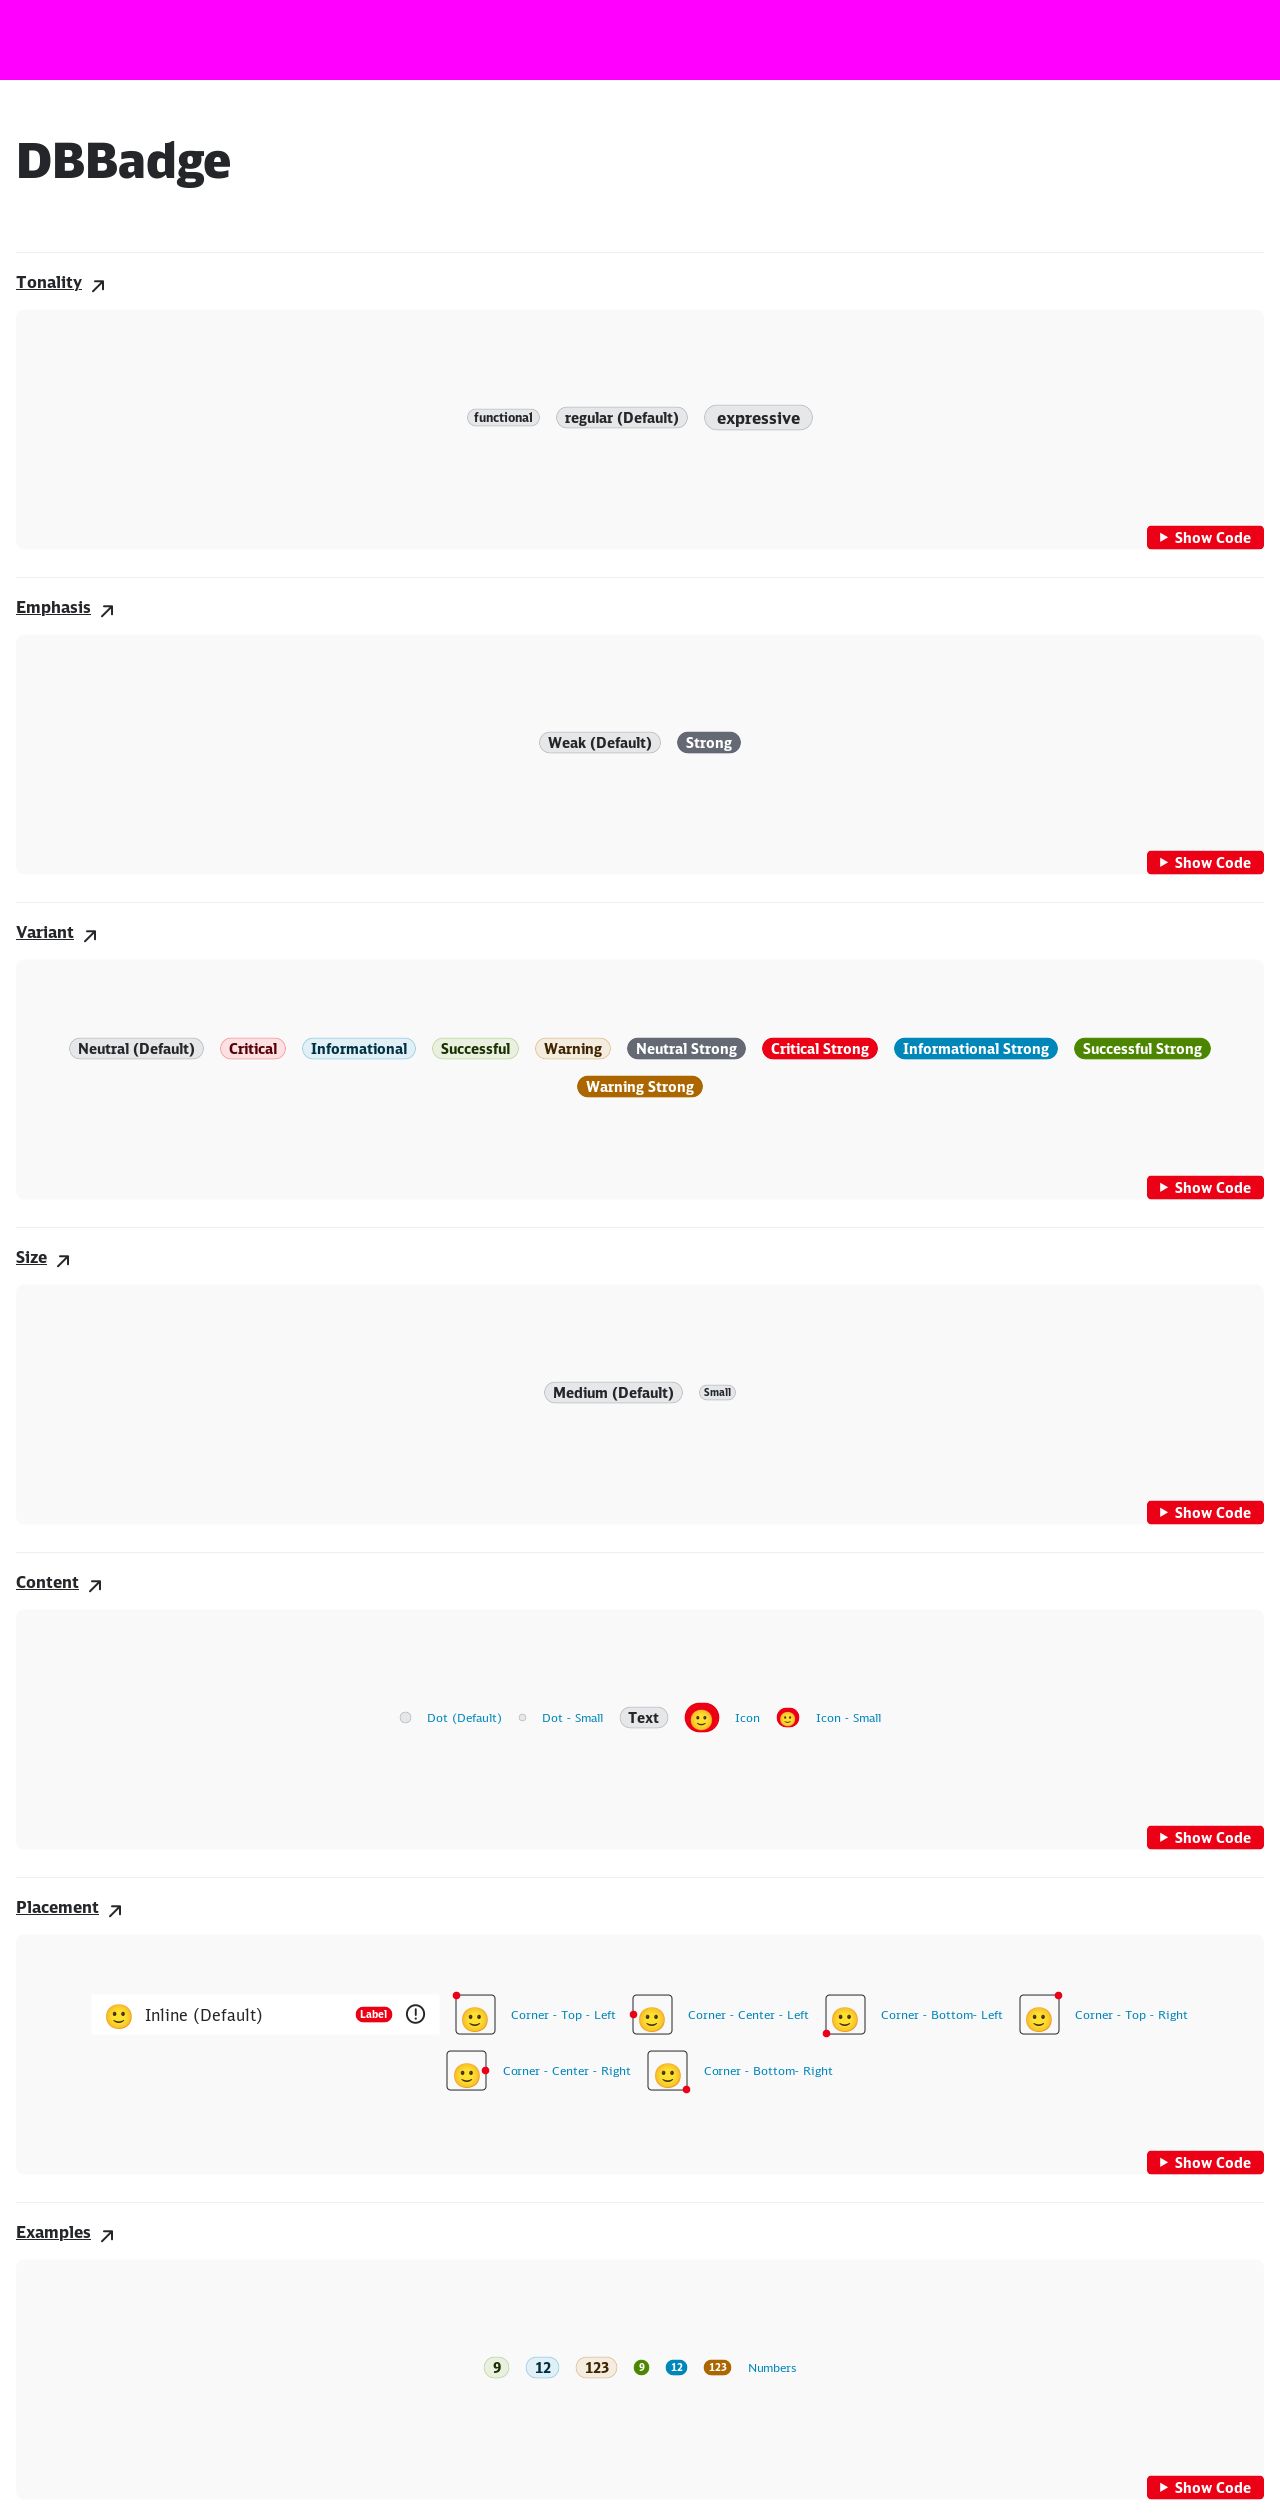 DBBadge
Tonality
functional regular (Default) expressive
Show Code
Emphasis
Weak (Default) Strong
Show Code
Variant
Neutral (Default) Critical Informational Successful Warning Neutral Strong Critical Strong Informational Strong Successful Strong
Warning Strong
Show Code
Size
Medium (Default) Small
Show Code
Content
Dot (Default) Dot - Small Text Icon Icon - Small
Show Code
Placement
Inline (Default) Label Corner - Top - Left Corner - Center - Left Corner - Bottom- Left Corner - Top - Right
Corner - Center - Right Corner - Bottom- Right
Show Code
Examples
9 12 123 9 12 123 Numbers
Show Code